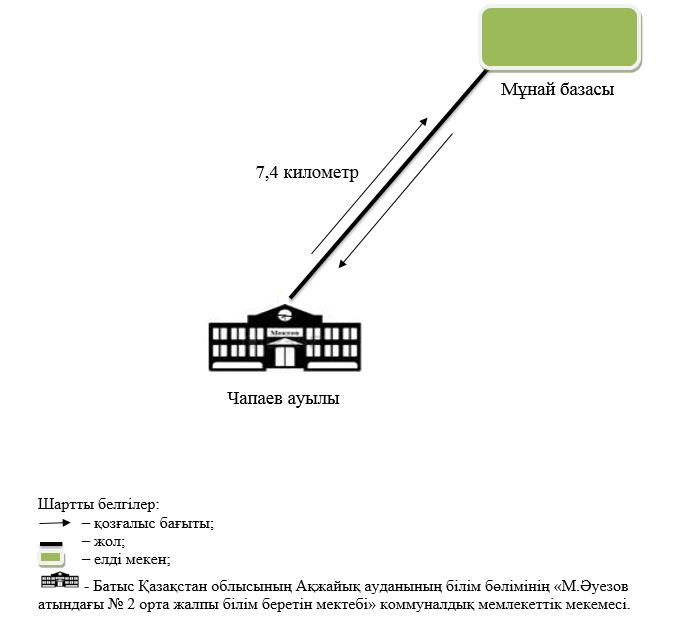 Мұнай базасы
7,4 километр
Мектеп
Чапаев ауылы
Шартты белгілер:
– қозғалыс бағыты;
– жол;
– елді мекен;
- Батыс Қазақстан облысының Ақжайық ауданының білім бөлімінің «М.Әуезов
атындағы № 2 орта жалпы білім беретін мектебі» коммуналдық мемлекеттік мекемесі.